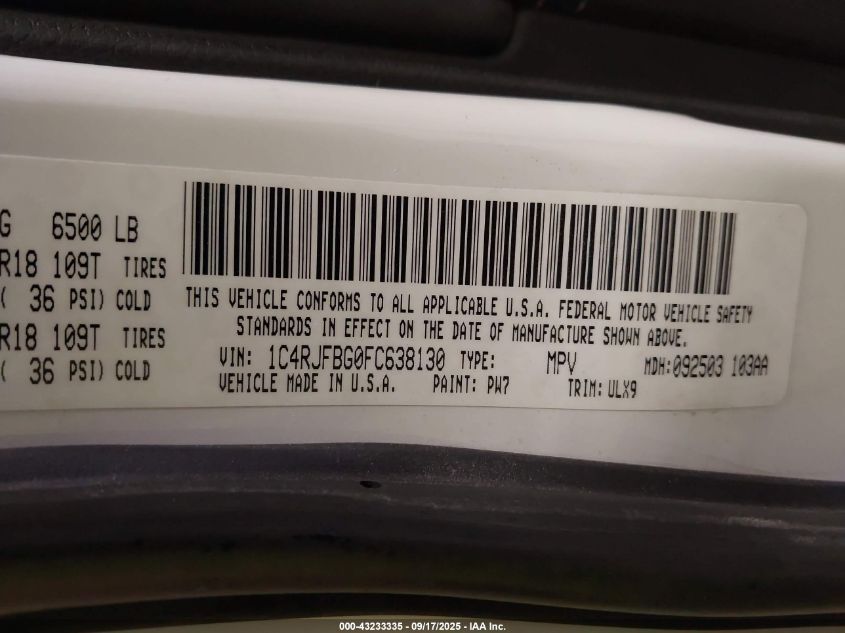 G 6500 LB
R18 109T TIRES
( 36 PSI) COLD
R18 109T TIRES
( 36 PSI) COLD
THIS VEHICLE CONFORMS TO ALL APPLICABLE U.S.A. FEDERAL MOTOR VEHICLE SAFETY
STANDARDS IN EFFECT ON THE DATE OF MANUFACTURE SHOWN ABOVE.
VIN: 1C4RJFBG0FC638130 TYPE: MPV MDH:092503 103AA
VEHICLE MADE IN U.S.A. PAINT: PW7 TRIM: ULX9
000-43233335 - 09/17/2025 - IAA Inc.